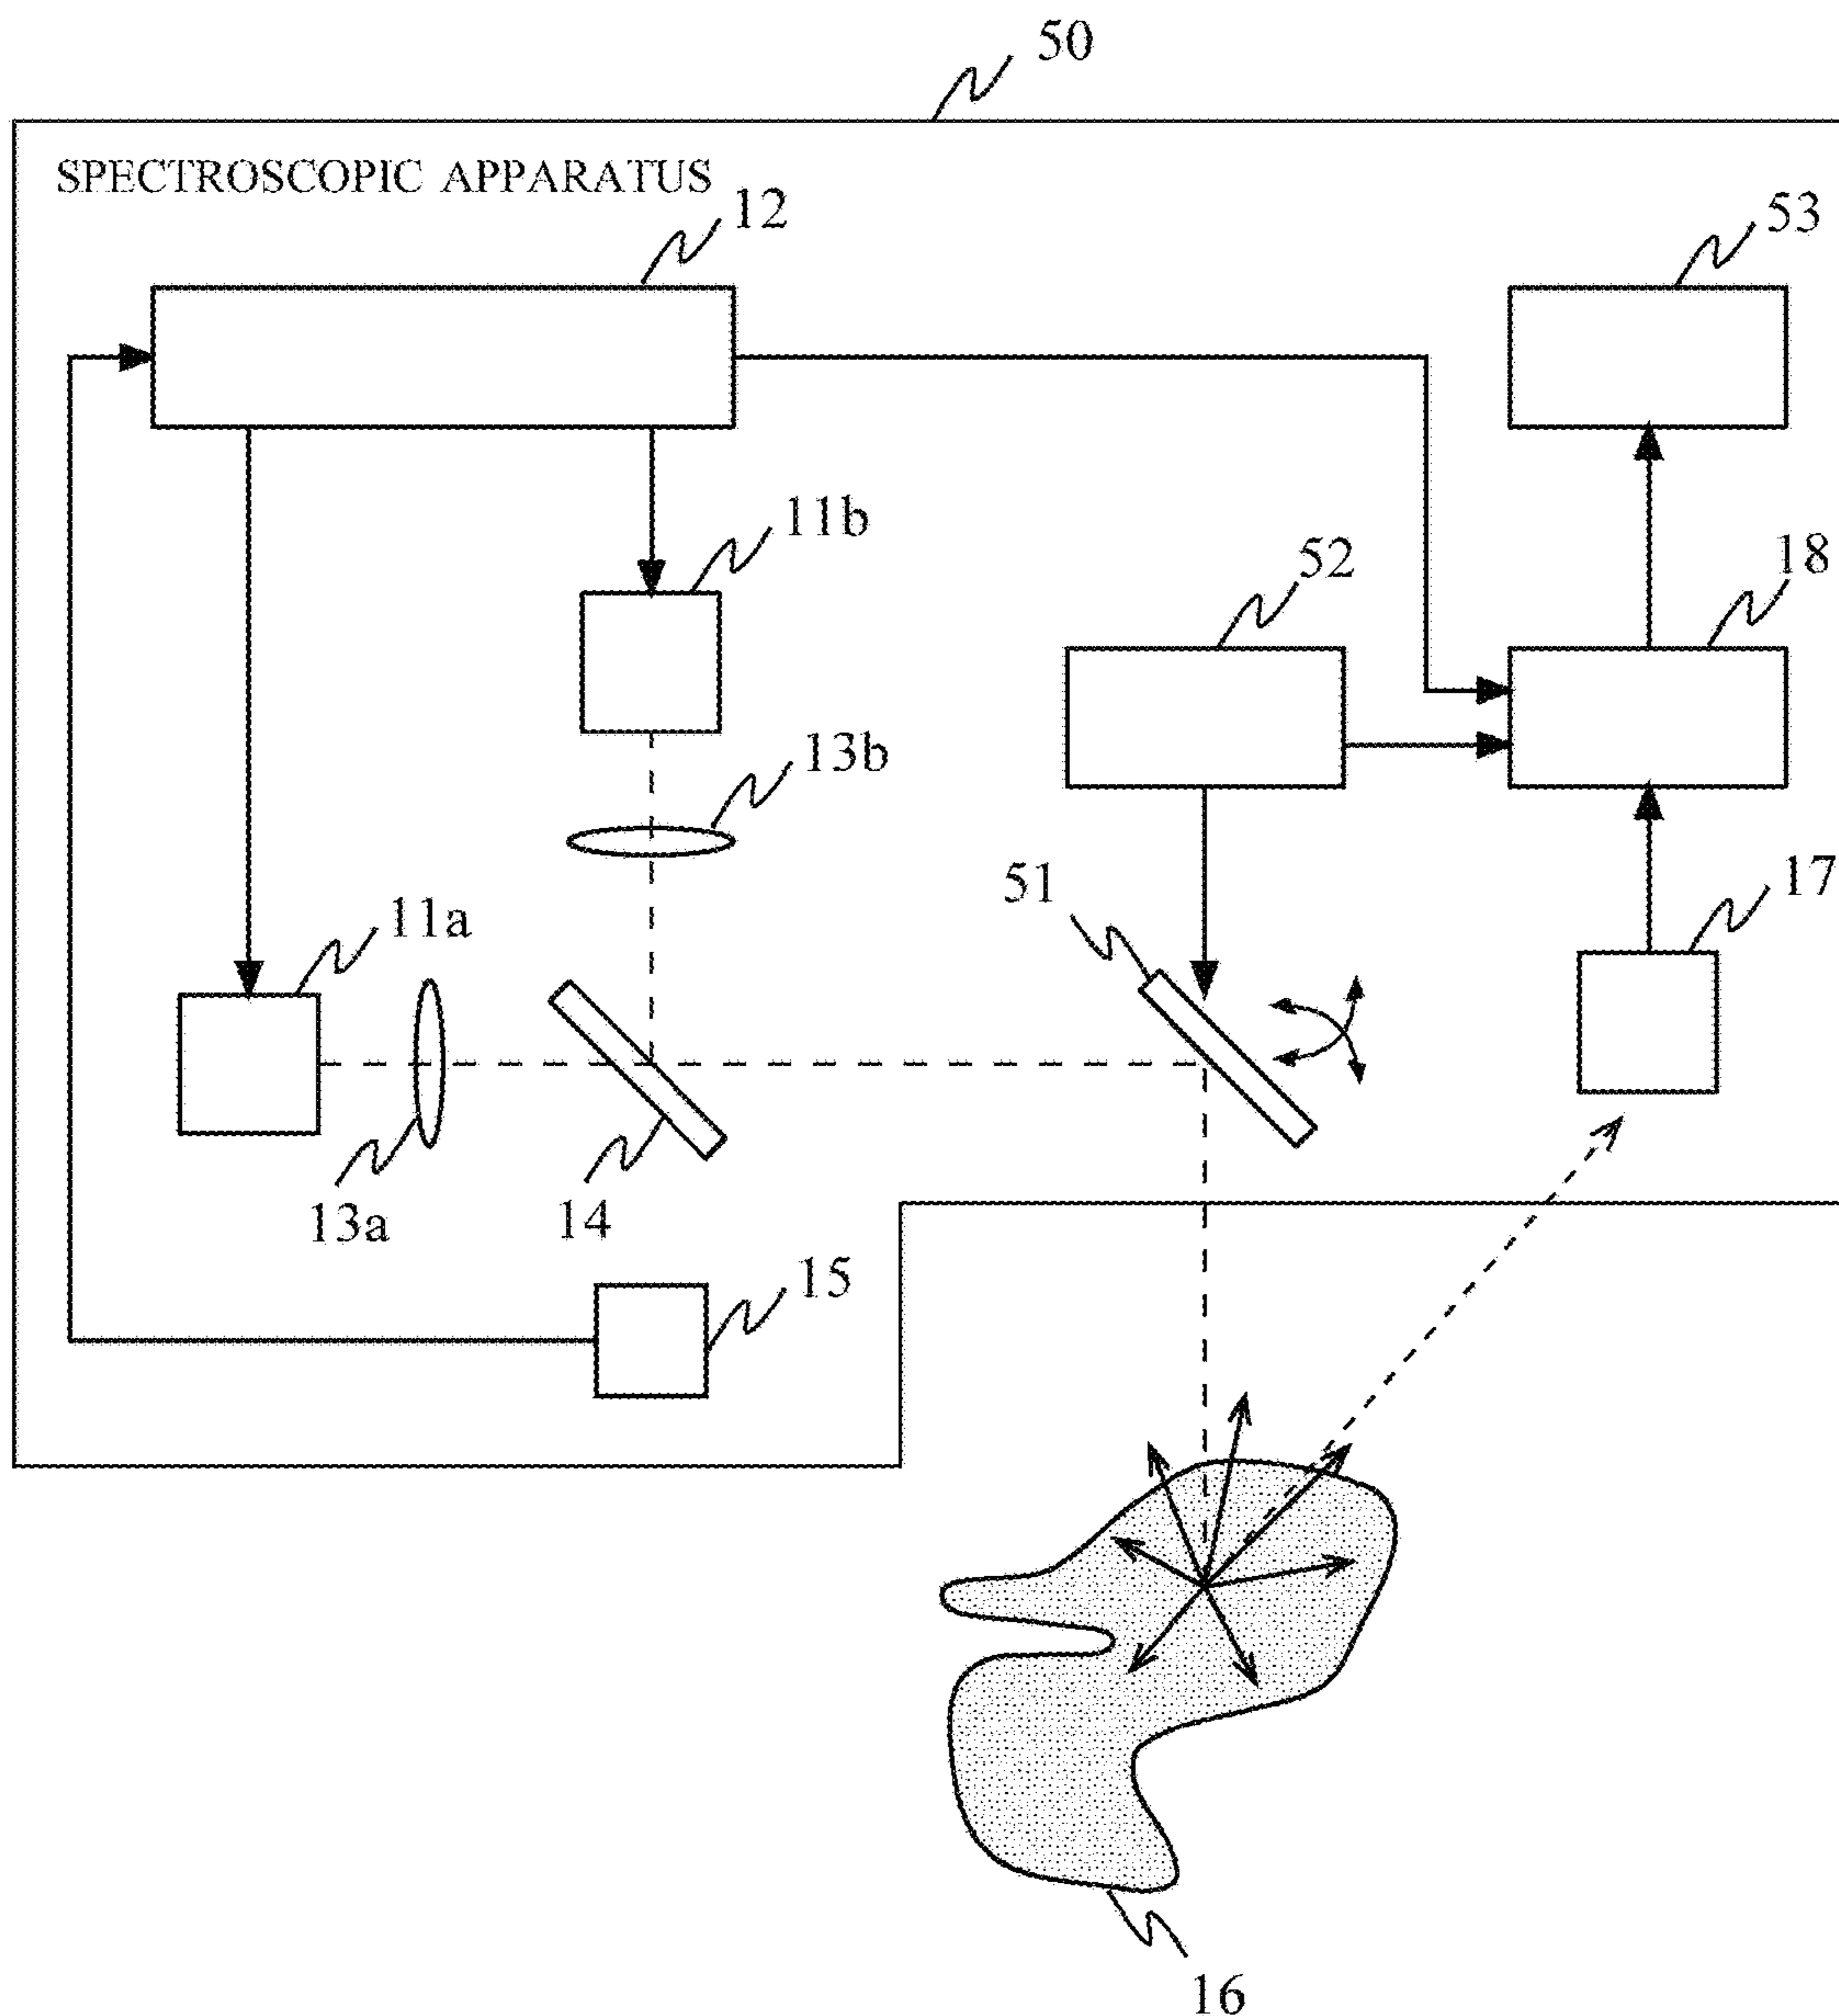 50
SPECTROSCOPIC APPARATUS
12
53
11b
52
18
13b
51
17
11a
13a
14
15
16